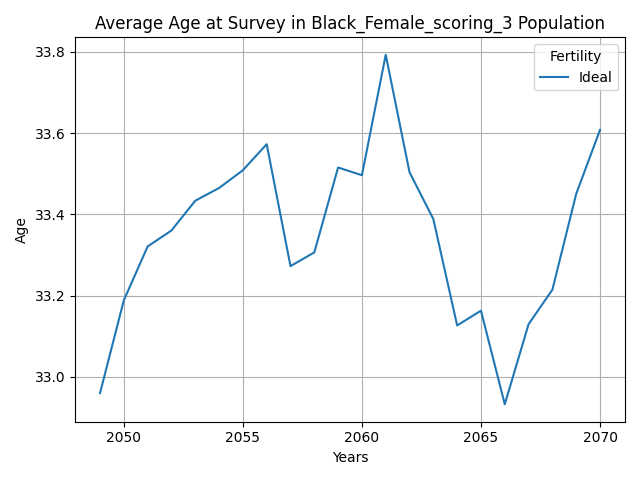 Average Age at Survey in Black_Female_scoring_3 Population
Fertility
Ideal
33.8
33.6
33.4
33.2
33.0
Age
2050 2055 2060 2065 2070
Years